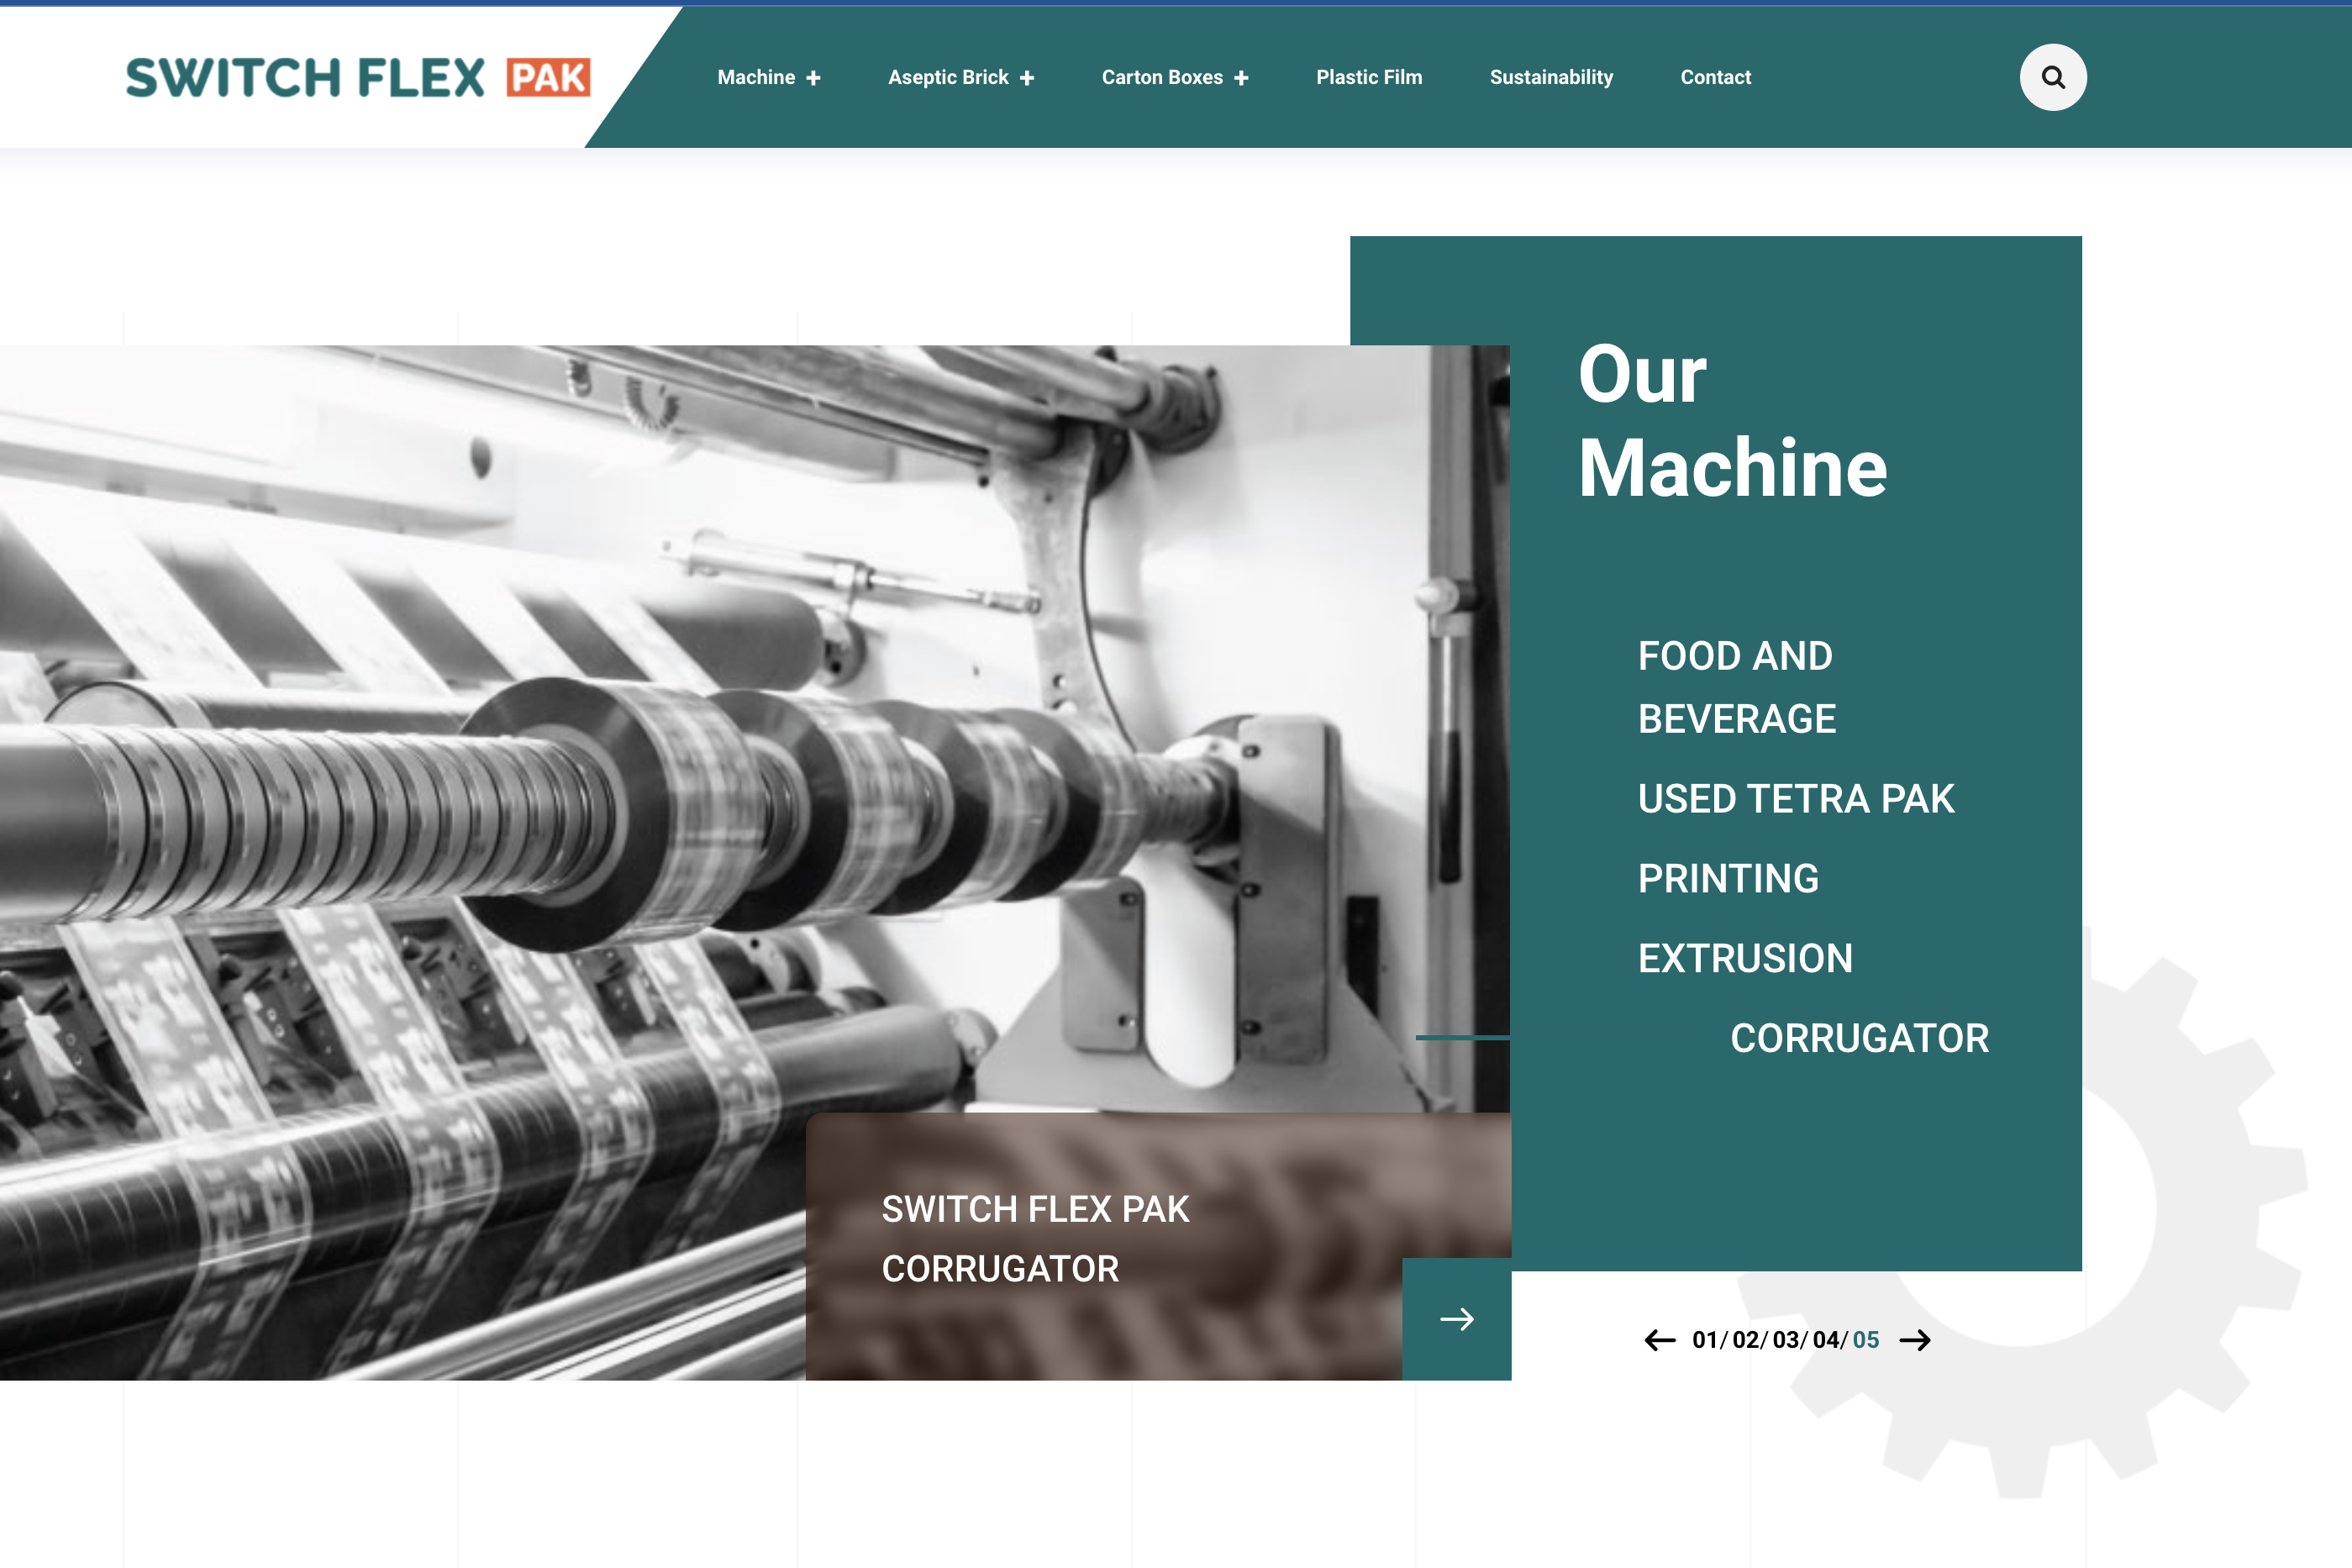 SWITCH FLEX PAK
Machine +
Aseptic Brick +
Carton Boxes +
Plastic Film
Sustainability
Contact
Our
Machine
FOOD AND
BEVERAGE
USED TETRA PAK
PRINTING
EXTRUSION
CORRUGATOR
SWITCH FLEX PAK
CORRUGATOR
01/ 02/ 03/ 04/ 05